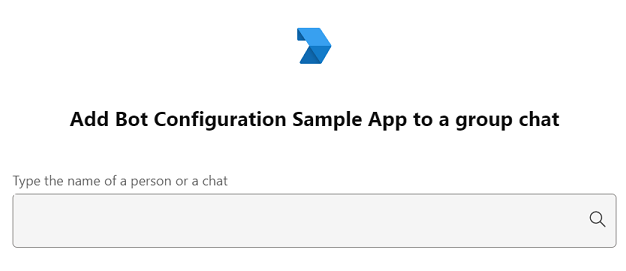 Add Bot Configuration Sample App to a group chat
Type the name of a person or a chat